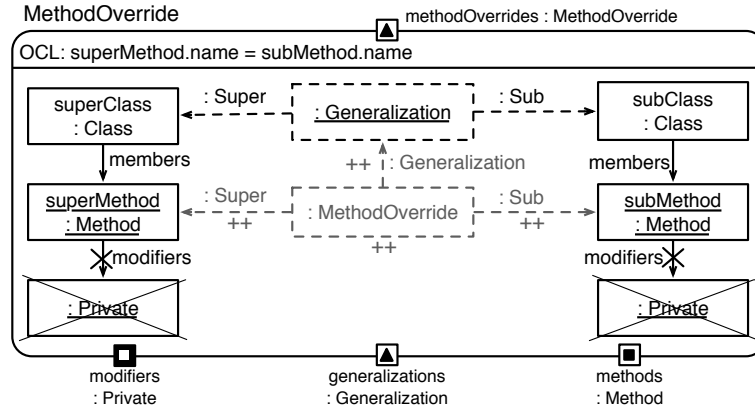 MethodOverride
methodOverrides : MethodOverride
OCL: superMethod.name = subMethod.name
superClass
: Class
: Super
: Generalization
: Sub
subClass
: Class
members
++
: Generalization
members
superMethod
: Method
: Super
++
: MethodOverride
++
: Sub
++
subMethod
: Method
modifiers
modifiers
: Private
: Private
modifiers
: Private
generalizations
: Generalization
methods
: Method